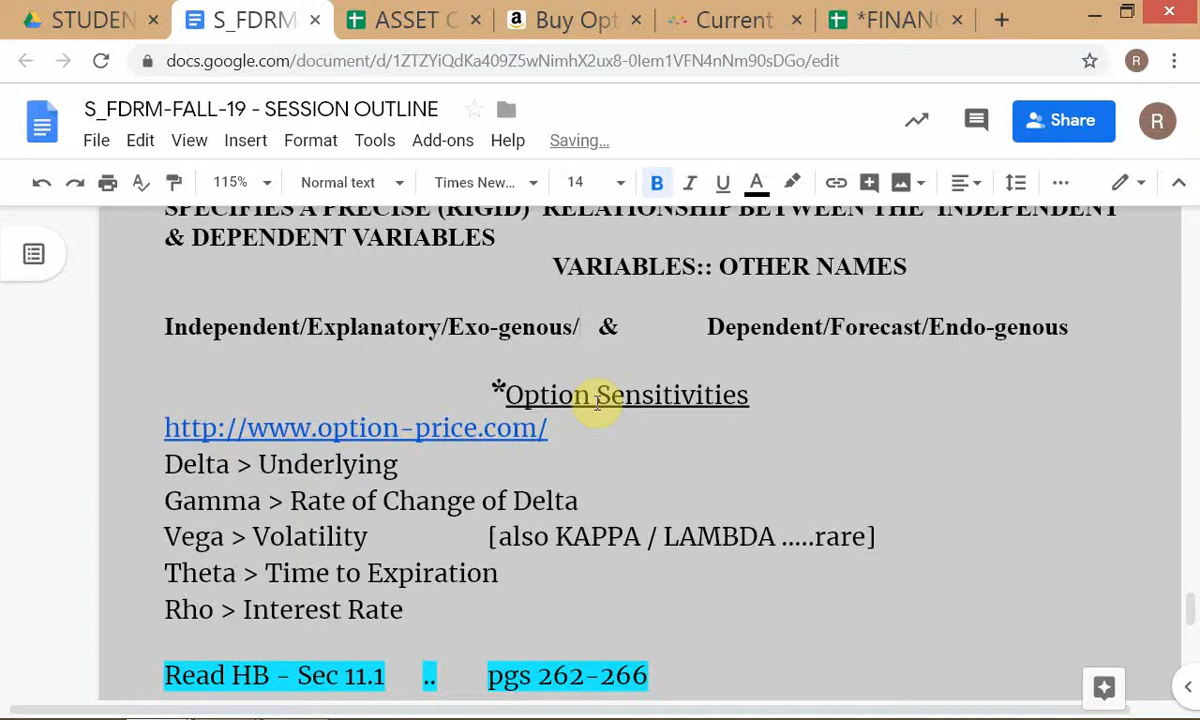 STUDEN
S_FDRM
ASSET C
Buy Opt
Current
*FINANC
docs.google.com/document/d/1ZTZYiQdKa409Z5wNimhX2ux8-0lem1VFN4nNm90sDGo/edit
R
S_FDRM-FALL-19 - SESSION OUTLINE
Share
R
File Edit View Insert Format Tools Add-ons Help Saving...
115% Normal text Times New... 14 B I U A
SPECIFIES A PRECISE (RIGID) RELATIONSHIP BETWEEN THE INDEPENDENT
& DEPENDENT VARIABLES
VARIABLES:: OTHER NAMES
Independent/Explanatory/Exo-genous/ & Dependent/Forecast/Endo-genous
*Option Sensitivities
http://www.option-price.com/
Delta > Underlying
Gamma > Rate of Change of Delta
Vega > Volatility [also KAPPA / LAMBDA .....rare]
Theta > Time to Expiration
Rho > Interest Rate
Read HB - Sec 11.1 .. pgs 262-266